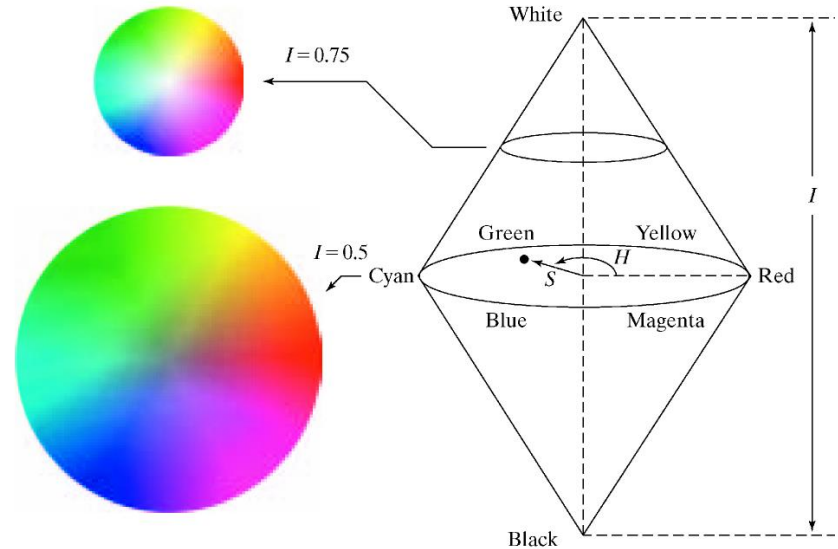 White
I = 0.75
I
Green
Yellow
I = 0.5
H
Cyan
S
Red
Blue
Magenta
Black